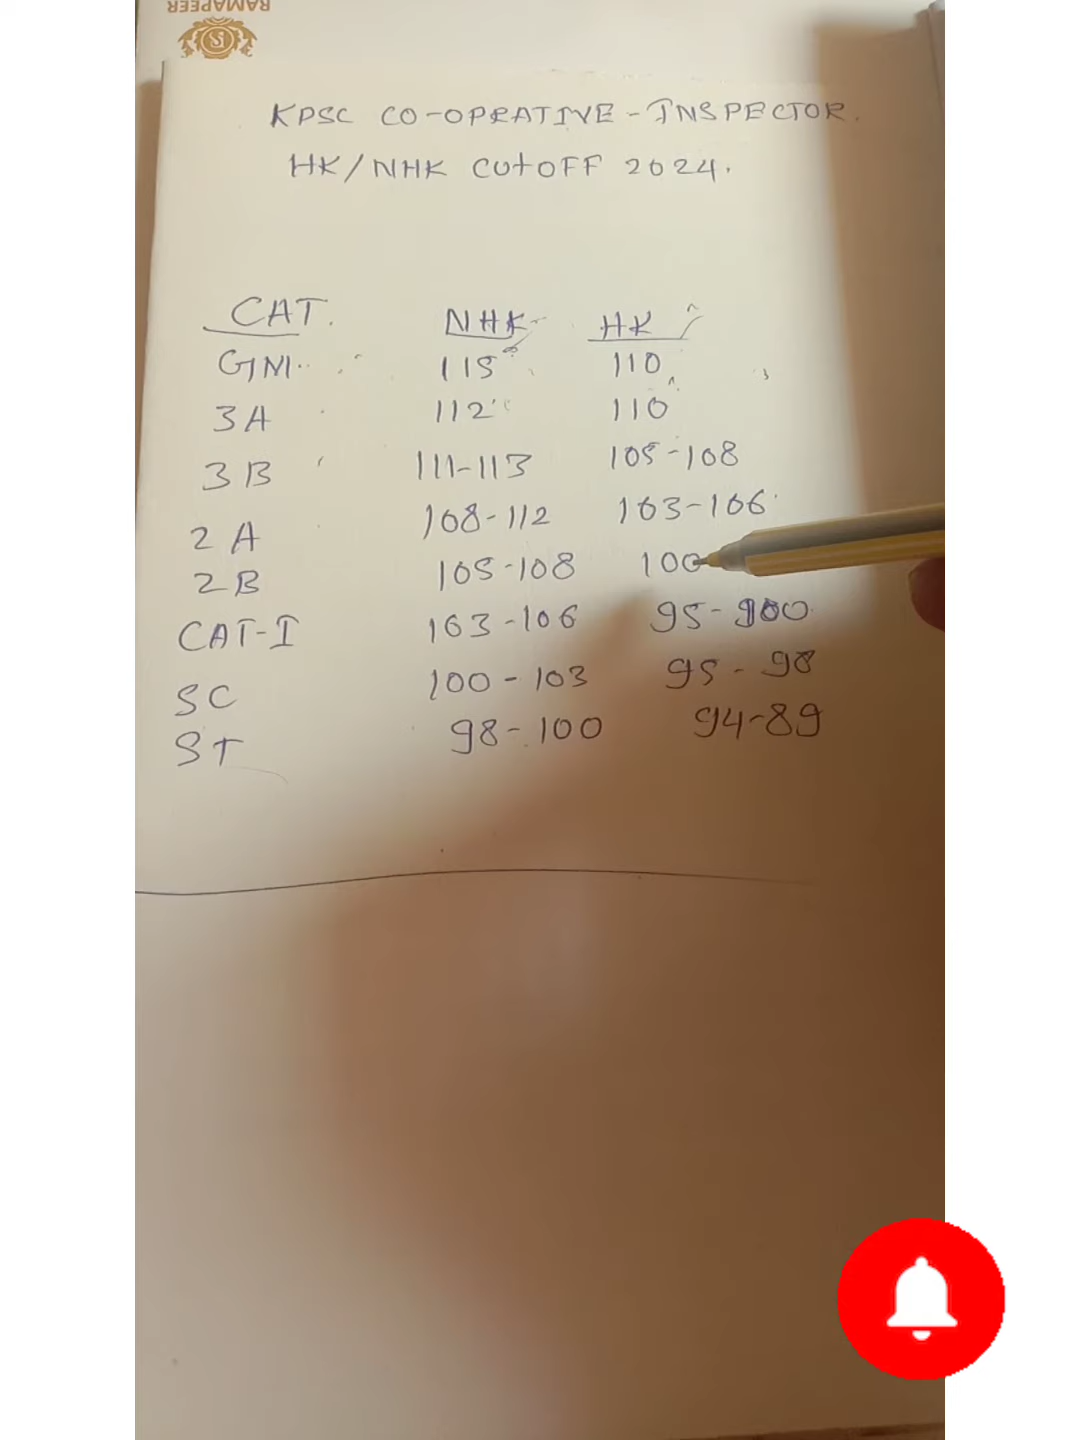 RAMAPEER
KPSC CO-OPRATIVE-INSPECTOR.
HK/NHK CUTOFF 2024.
CAT. NHK HK
GM 115 110
3A 112 110
3B 111-113 105-108
2A 108-112 103-106
2B 105-108 100
CAT-I 103-106 95-100
SC 100-103 95-98
ST 98-100 94-89